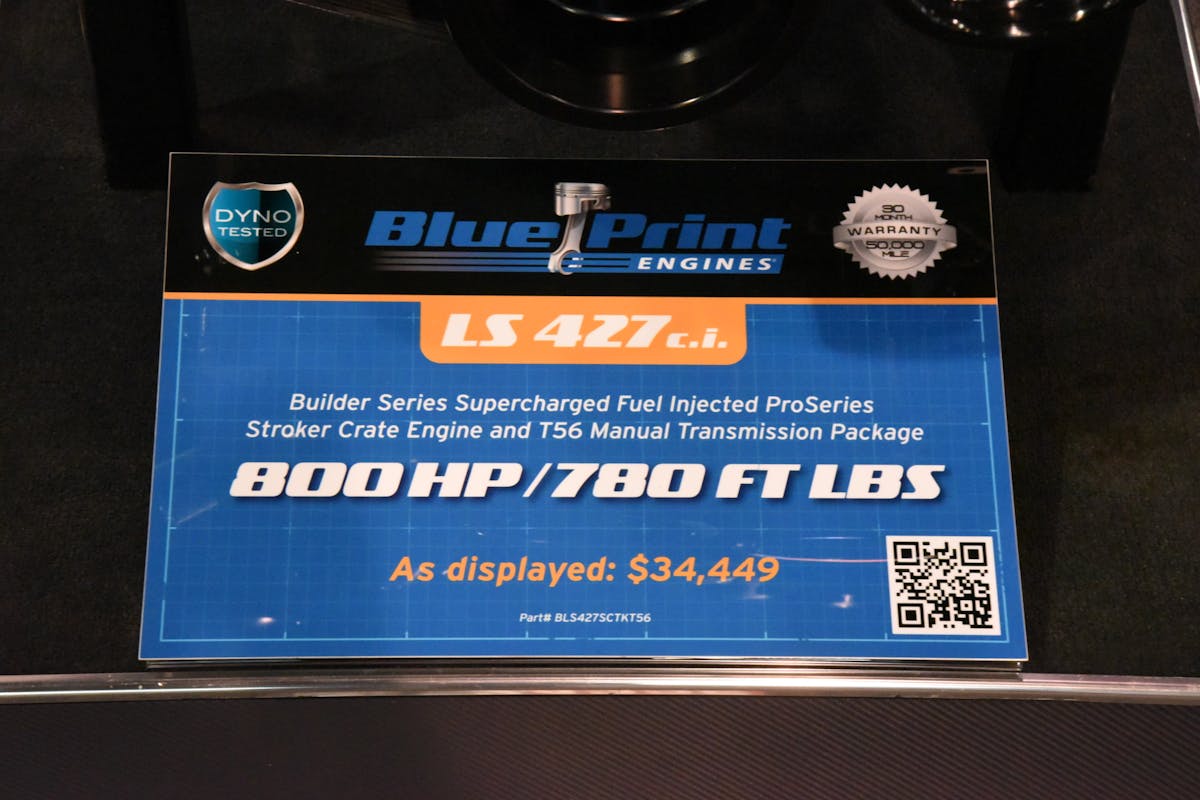 DYNO
TESTED
BluePrint
ENGINES®
30
MONTH
WARRANTY
50,000
MILE
LS 427 c.i.
Builder Series Supercharged Fuel Injected ProSeries
Stroker Crate Engine and T56 Manual Transmission Package
800 HP / 780 FT LBS
As displayed: $34,449
Part# BLS427SCTKT56